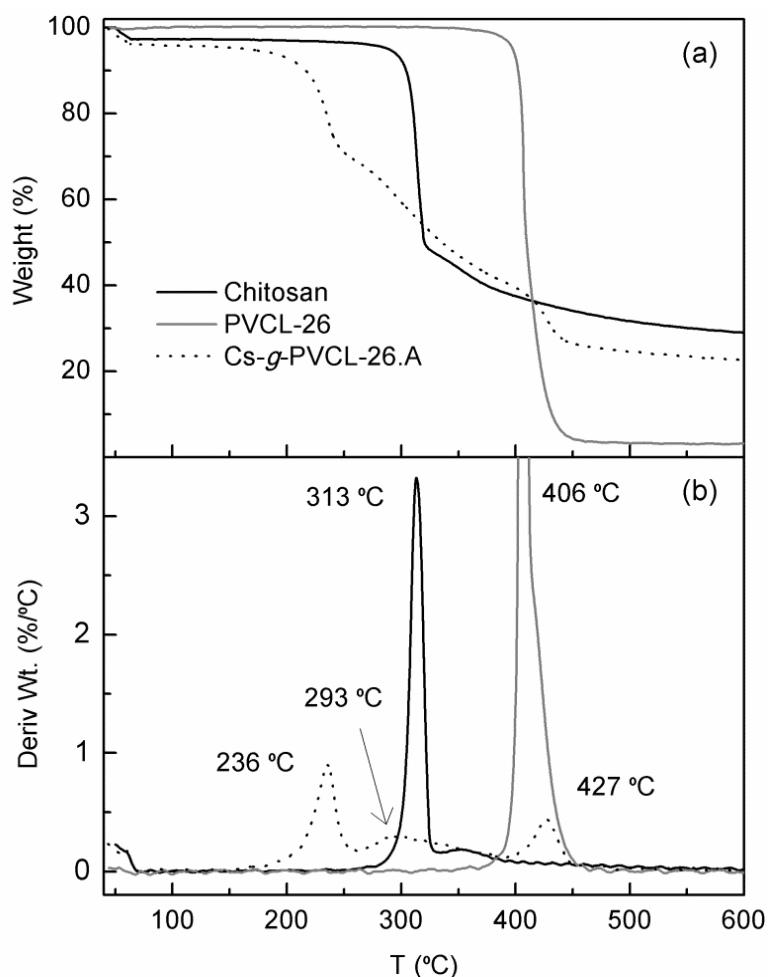 100
(a)
80
60
Weight (%)
40
Chitosan
PVCL-26
Cs-g-PVCL-26.A
20
313 ºC
406 ºC
(b)
3
2
Deriv Wt. (%/ºC)
293 ºC
236 ºC
427 ºC
1
0
100 200 300 400 500 600
T (ºC)